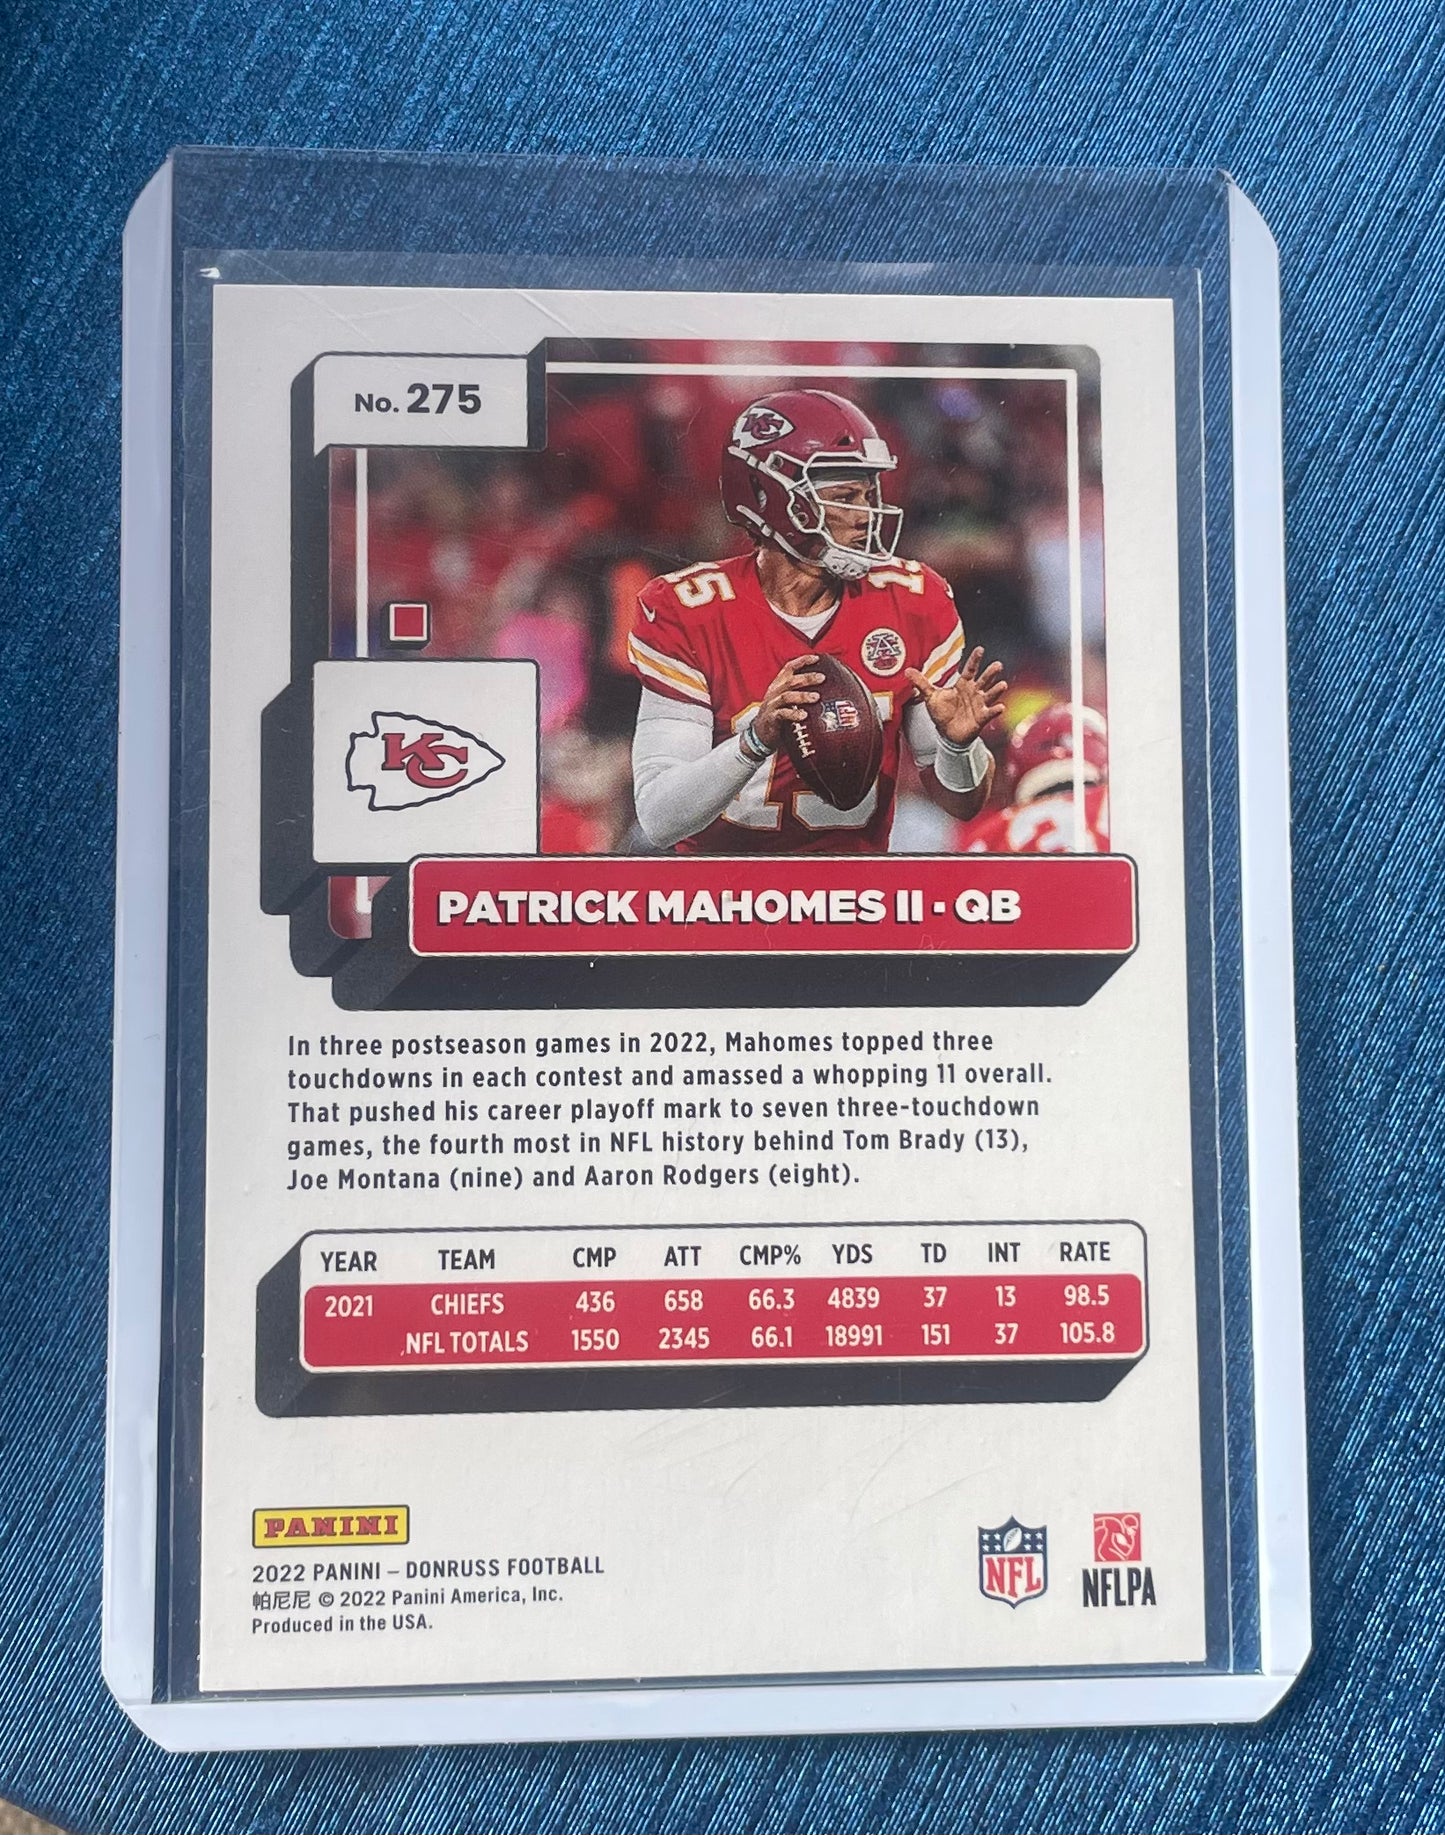 No. 275
KC
15
15
15
KC
PATRICK MAHOMES II · QB
In three postseason games in 2022, Mahomes topped three
touchdowns in each contest and amassed a whopping 11 overall.
That pushed his career playoff mark to seven three-touchdown
games, the fourth most in NFL history behind Tom Brady (13),
Joe Montana (nine) and Aaron Rodgers (eight).
YEAR TEAM CMP ATT CMP% YDS TD INT RATE
2021 CHIEFS 436 658 66.3 4839 37 13 98.5
NFL TOTALS 1550 2345 66.1 18991 151 37 105.8
PANINI
2022 PANINI – DONRUSS FOOTBALL
帕尼尼 © 2022 Panini America, Inc.
Produced in the USA.
NFL
NFLPA